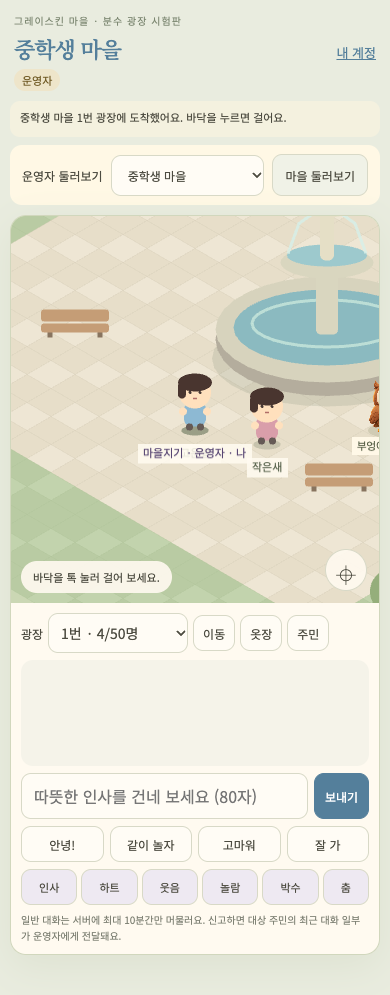 그레이스킨 마을 · 분수 광장 시험판
중학생 마을
내 계정
운영자
중학생 마을 1번 광장에 도착했어요. 바닥을 누르면 걸어요.
운영자 둘러보기
중학생 마을
마을 둘러보기
마을지기 · 운영자 · 나
작은새
부엉
바닥을 톡 눌러 걸어 보세요.
광장
1번 · 4/50명
이동
옷장
주민
따뜻한 인사를 건네 보세요 (80자)
보내기
안녕!
같이 놀자
고마워
잘 가
인사
하트
웃음
놀람
박수
춤
일반 대화는 서버에 최대 10분간만 머물러요. 신고하면 대상 주민의 최근 대화 일부
가 운영자에게 전달돼요.